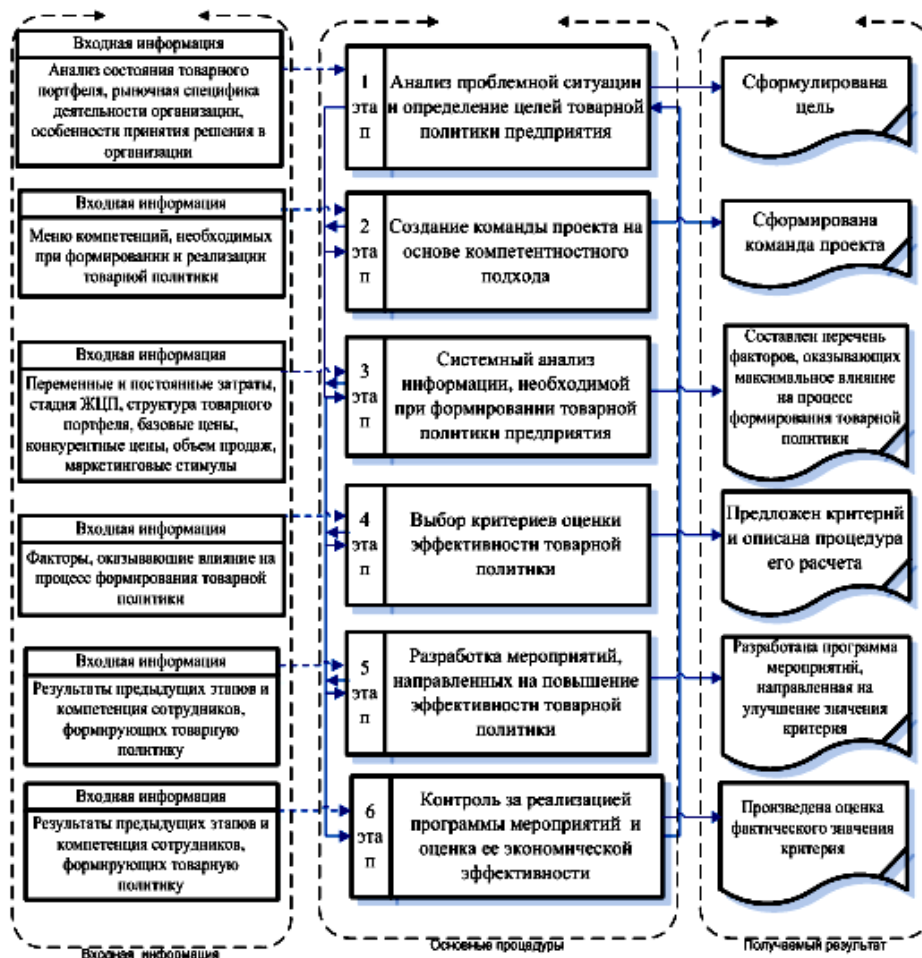 Входная информация
Анализ состояния товарного
портфеля, рыночная специфика
деятельности организации,
особенности принятия решения в
организации
1
эта
п
Анализ проблемной ситуации
и определение целей товарной
политики предприятия
Сформулирована
цель
Входная информация
Меню компетенций, необходимых
при формировании и реализации
товарной политики
2
эта
п
Создание команды проекта на
основе компетентностного
подхода
Сформирована
команда проекта
Входная информация
Переменные и постоянные затраты,
стадия ЖЦП, структура товарного
портфеля, базовые цены,
конкурентные цены, объем продаж,
маркетинговые стимулы
3
эта
п
Системный анализ
информации, необходимой
при формировании товарной
политики предприятия
Составлен перечень
факторов, оказывающих
максимальное влияние
на процесс
формирования товарной
политики
Входная информация
Факторы, оказывающие влияние на
процесс формирования товарной
политики
4
эта
п
Выбор критериев оценки
эффективности товарной
политики
Предложен критерий
и описана процедура
его расчета
Входная информация
Результаты предыдущих этапов и
компетенция сотрудников,
формирующих товарную
политику
5
эта
п
Разработка мероприятий,
направленных на повышение
эффективности товарной
политики
Разработана программа
мероприятий,
направленная на
улучшение значения
критерия
Входная информация
Результаты предыдущих этапов и
компетенция сотрудников,
формирующих товарную
политику
6
эта
п
Контроль за реализацией
программы мероприятий и
оценка ее экономической
эффективности
Произведена оценка
фактического значения
критерия
Входная информация
Основные процедуры
Получаемый результат